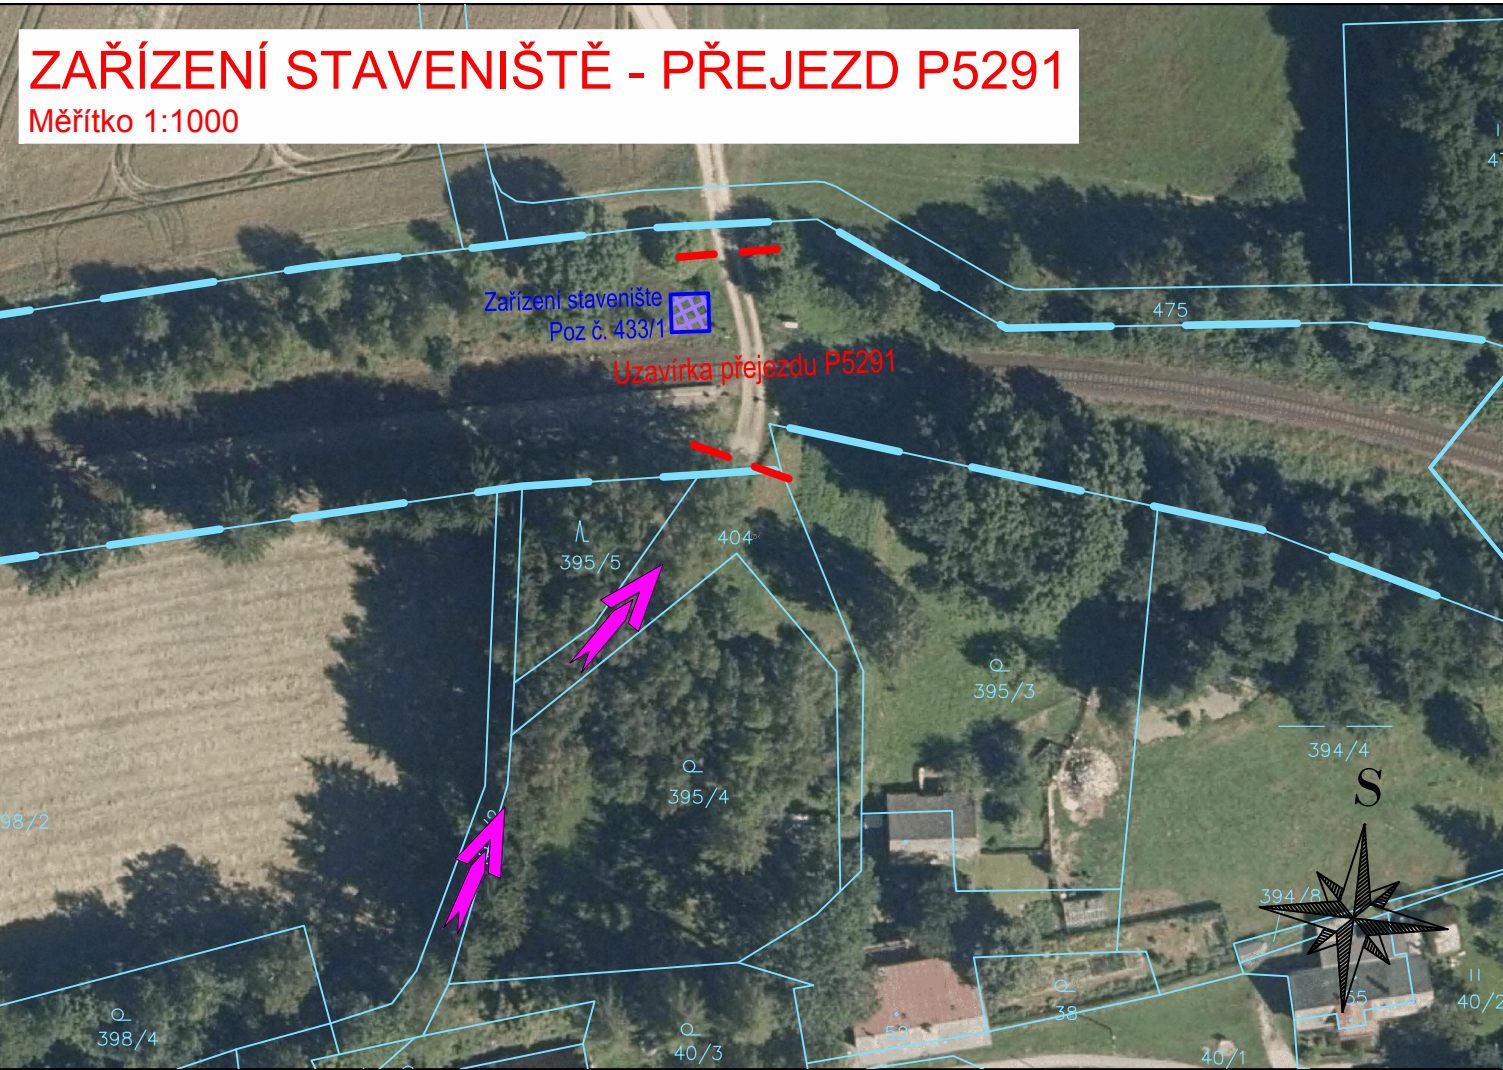 ZAŘÍZENÍ STAVENIŠTĚ - PŘEJEZD P5291
Měřítko 1:1000
475
Zařízení stavenište
Poz č. 433/1
Uzavírka přejezdu P5291
404
395/5
395/3
394/4
395/4
98/2
S
394/8
398/4
40/3
52
38
55
40/2
40/1